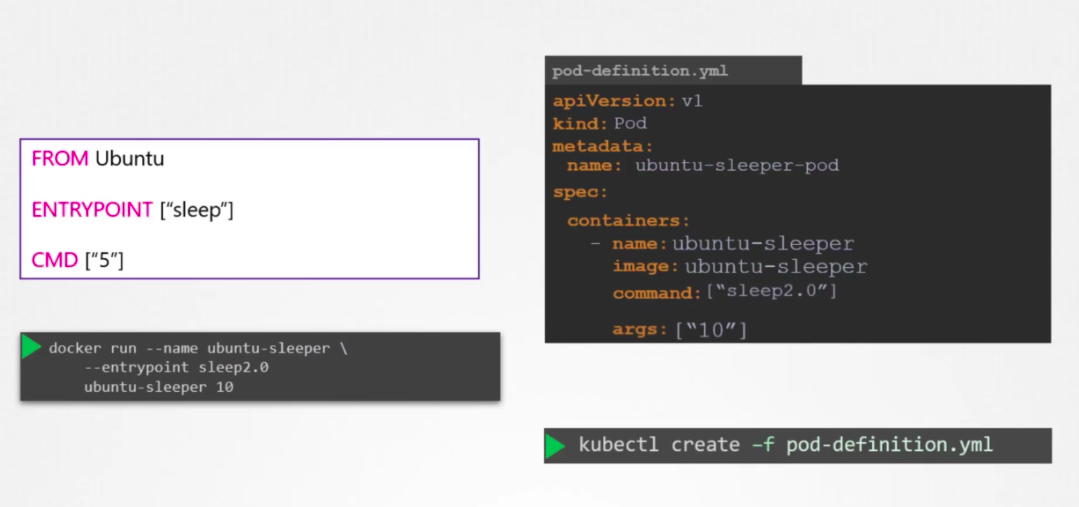 FROM Ubuntu
ENTRYPOINT [“sleep”]
CMD [“5”]
docker run --name ubuntu-sleeper \
--entrypoint sleep2.0
ubuntu-sleeper 10
pod-definition.yml
apiVersion: v1
kind: Pod
metadata:
name: ubuntu-sleeper-pod
spec:
containers:
- name: ubuntu-sleeper
image: ubuntu-sleeper
command: [“sleep2.0”]
args: [“10”]
kubectl create –f pod-definition.yml